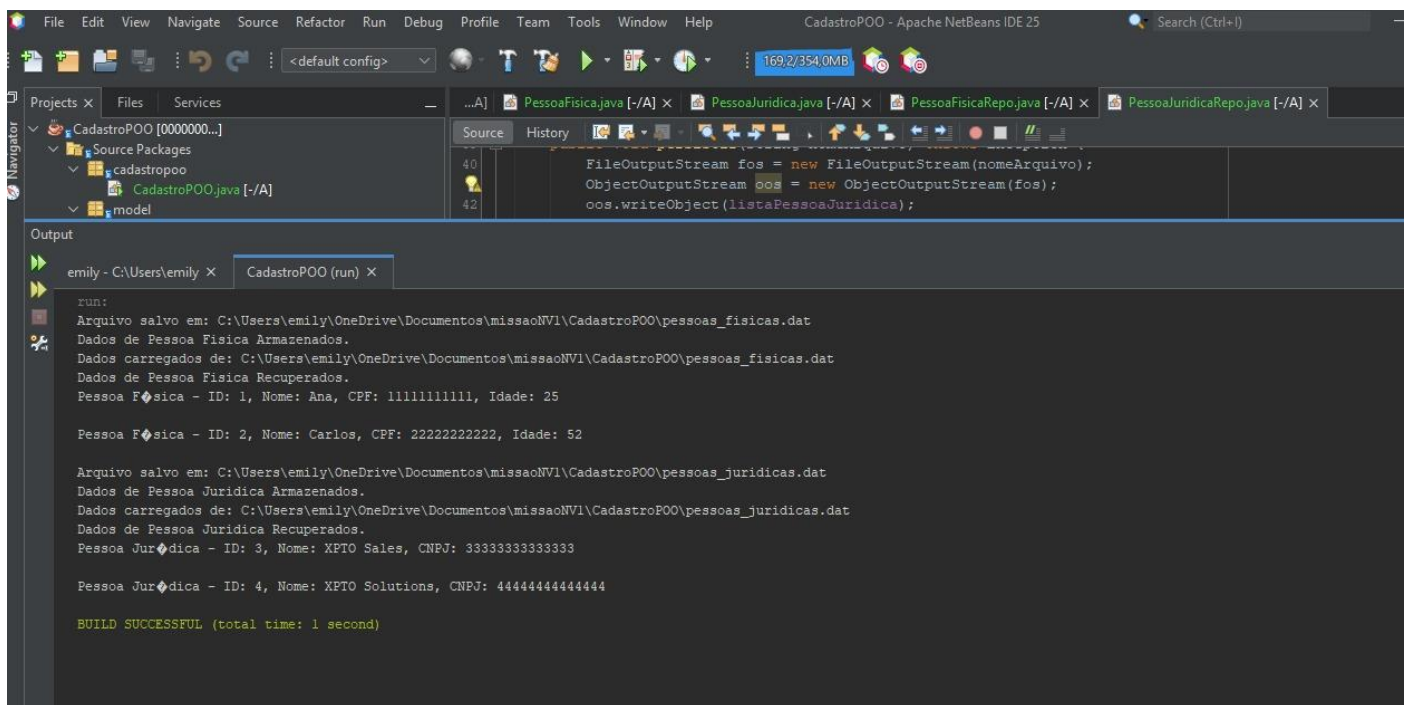 File Edit View Navigate Source Refactor Run Debug Profile Team Tools Window Help CadastroPOO - Apache NetBeans IDE 25 Search (Ctrl+I)
<default config> 169,2/354,0MB
Projects Files Services ...A] PessoaFisica.java [-/A] PessoaJuridica.java [-/A] PessoaFisicaRepo.java [-/A] PessoaJuridicaRepo.java [-/A]
Navigator
CadastroPOO [0000000...]
Source History
Source Packages
cadastropoo
40 FileOutputStream fos = new FileOutputStream(nomeArquivo);
CadastroPOO.java [-/A]
ObjectOutputStream oos = new ObjectOutputStream(fos);
model
42 oos.writeObject(listaPessoaJuridica);
Output
emily - C:\Users\emily CadastroPOO (run)
run:
Arquivo salvo em: C:\Users\emily\OneDrive\Documentos\missaoNV1\CadastroPOO\pessoas_fisicas.dat
Dados de Pessoa Fisica Armazenados.
Dados carregados de: C:\Users\emily\OneDrive\Documentos\missaoNV1\CadastroPOO\pessoas_fisicas.dat
Dados de Pessoa Fisica Recuperados.
Pessoa F�sica - ID: 1, Nome: Ana, CPF: 11111111111, Idade: 25
Pessoa F�sica - ID: 2, Nome: Carlos, CPF: 22222222222, Idade: 52
Arquivo salvo em: C:\Users\emily\OneDrive\Documentos\missaoNV1\CadastroPOO\pessoas_juridicas.dat
Dados de Pessoa Juridica Armazenados.
Dados carregados de: C:\Users\emily\OneDrive\Documentos\missaoNV1\CadastroPOO\pessoas_juridicas.dat
Dados de Pessoa Juridica Recuperados.
Pessoa Jur�dica - ID: 3, Nome: XPTO Sales, CNPJ: 33333333333333
Pessoa Jur�dica - ID: 4, Nome: XPTO Solutions, CNPJ: 44444444444444
BUILD SUCCESSFUL (total time: 1 second)